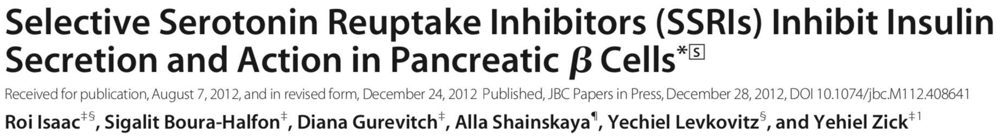 Selective Serotonin Reuptake Inhibitors (SSRIs) Inhibit Insulin
Secretion and Action in Pancreatic β Cells*[S]
Received for publication, August 7, 2012, and in revised form, December 24, 2012 Published, JBC Papers in Press, December 28, 2012, DOI 10.1074/jbc.M112.408641
Roi Isaac‡§, Sigalit Boura-Halfon‡, Diana Gurevitch‡, Alla Shainskaya¶, Yechiel Levkovitz§, and Yehiel Zick‡1